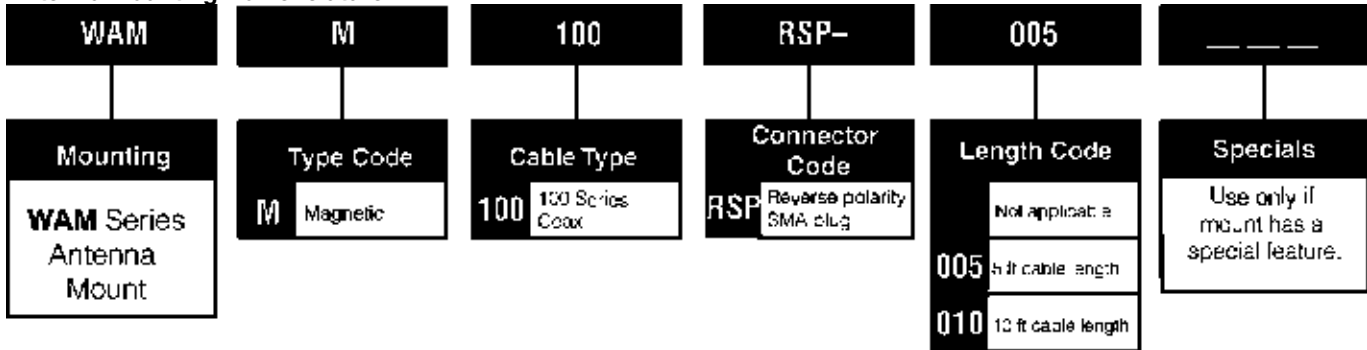 WAM M 100 RSP– 005 _ _ _
Mounting
WAM Series
Antenna
Mount
Type Code
M Magnetic
Cable Type
100 100 Series
Coax
Connector
Code
RSP Reverse polarity
SMA plug
Length Code
Not applicable
005 5 ft cable length
010 10 ft cable length
Specials
Use only if
mount has a
special feature.